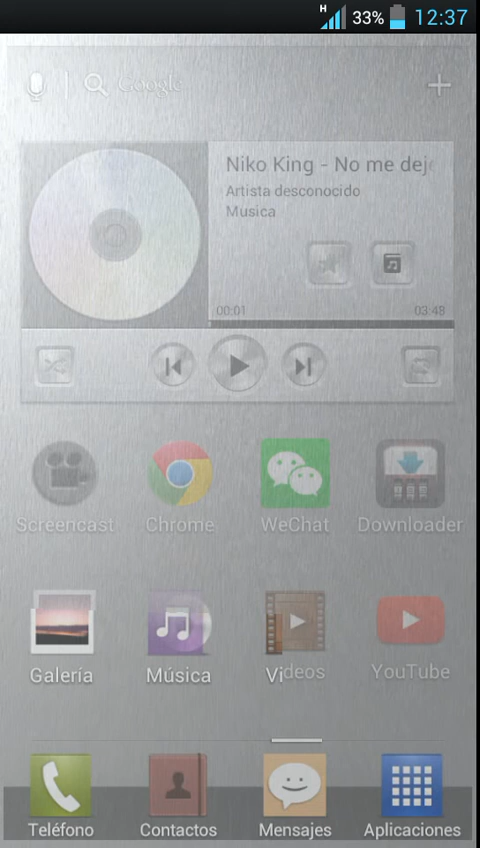 H 33% 12:37
Google
Niko King - No me deje
Artista desconocido
Musica
00:01 03:48
Screencast Chrome WeChat Downloader
Galería Música Videos YouTube
Teléfono Contactos Mensajes Aplicaciones